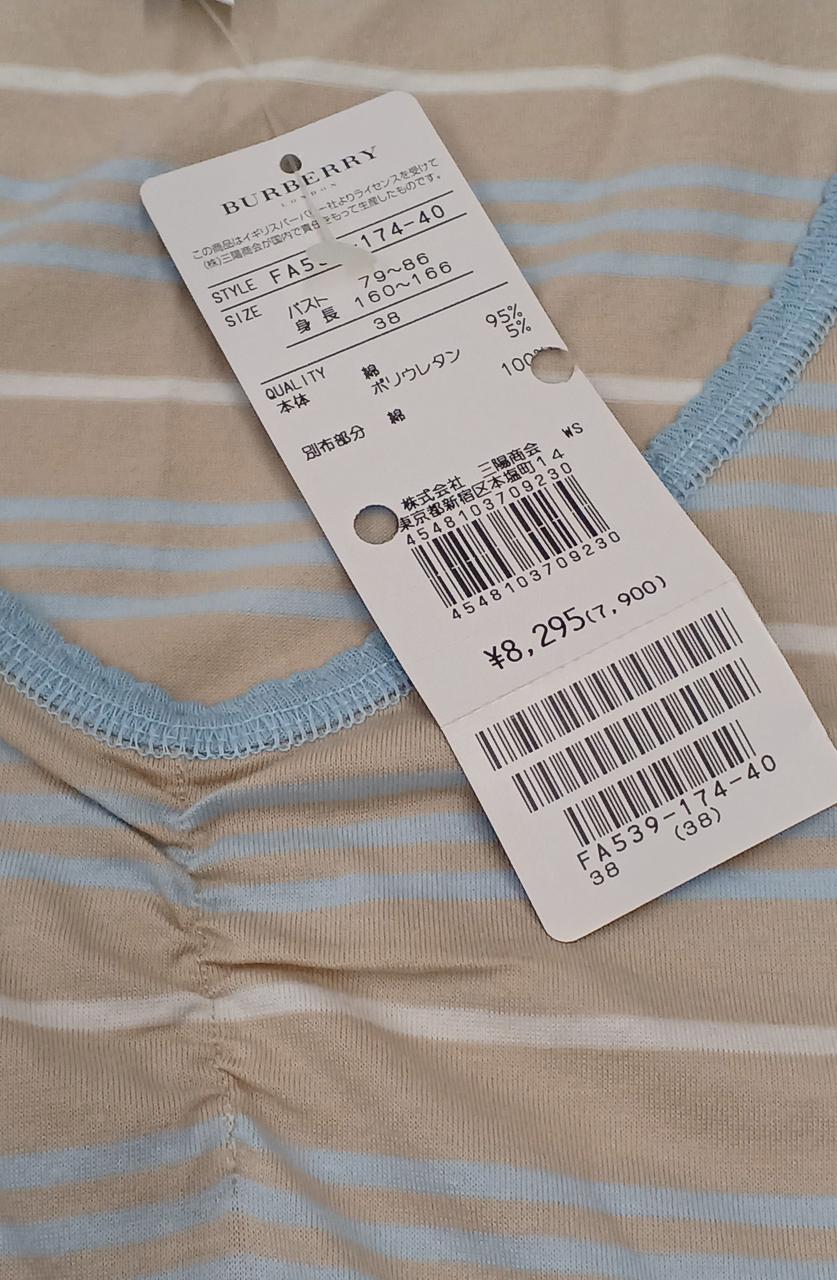 BURBERRY
LONDON
この商品はイギリスバーバリー社よりライセンスを受けて
(株)三陽商会が国内で責任をもって生産したものです。
STYLE FA53 -174-40
SIZE バスト 79~86
身長 160~166
38
QUALITY
本体 綿 95%
ポリウレタン 5%
別布部分 綿 100%
WS
株式会社 三陽商会
東京都新宿区本塩町14
4548103709230
4548103709230
¥8,295(7,900)
FA539-174-40
38 (38)